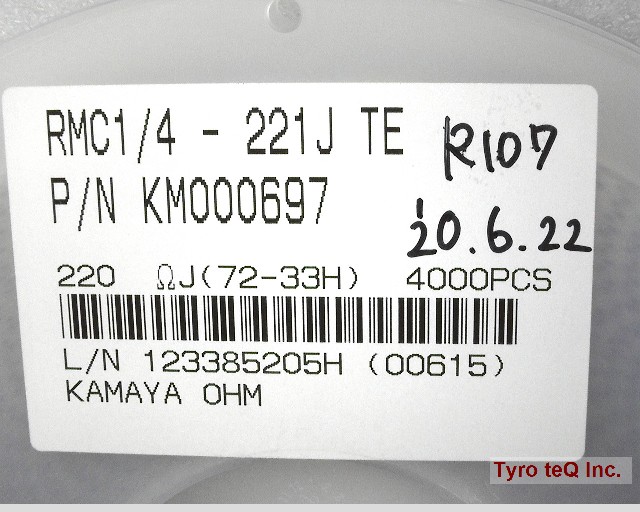 RMC1/4 - 221J TE
R107
P/N KM000697
'20.6.22
220 ΩJ(72-33H) 4000PCS
L/N 123385205H (00615)
KAMAYA OHM
Tyro teQ Inc.